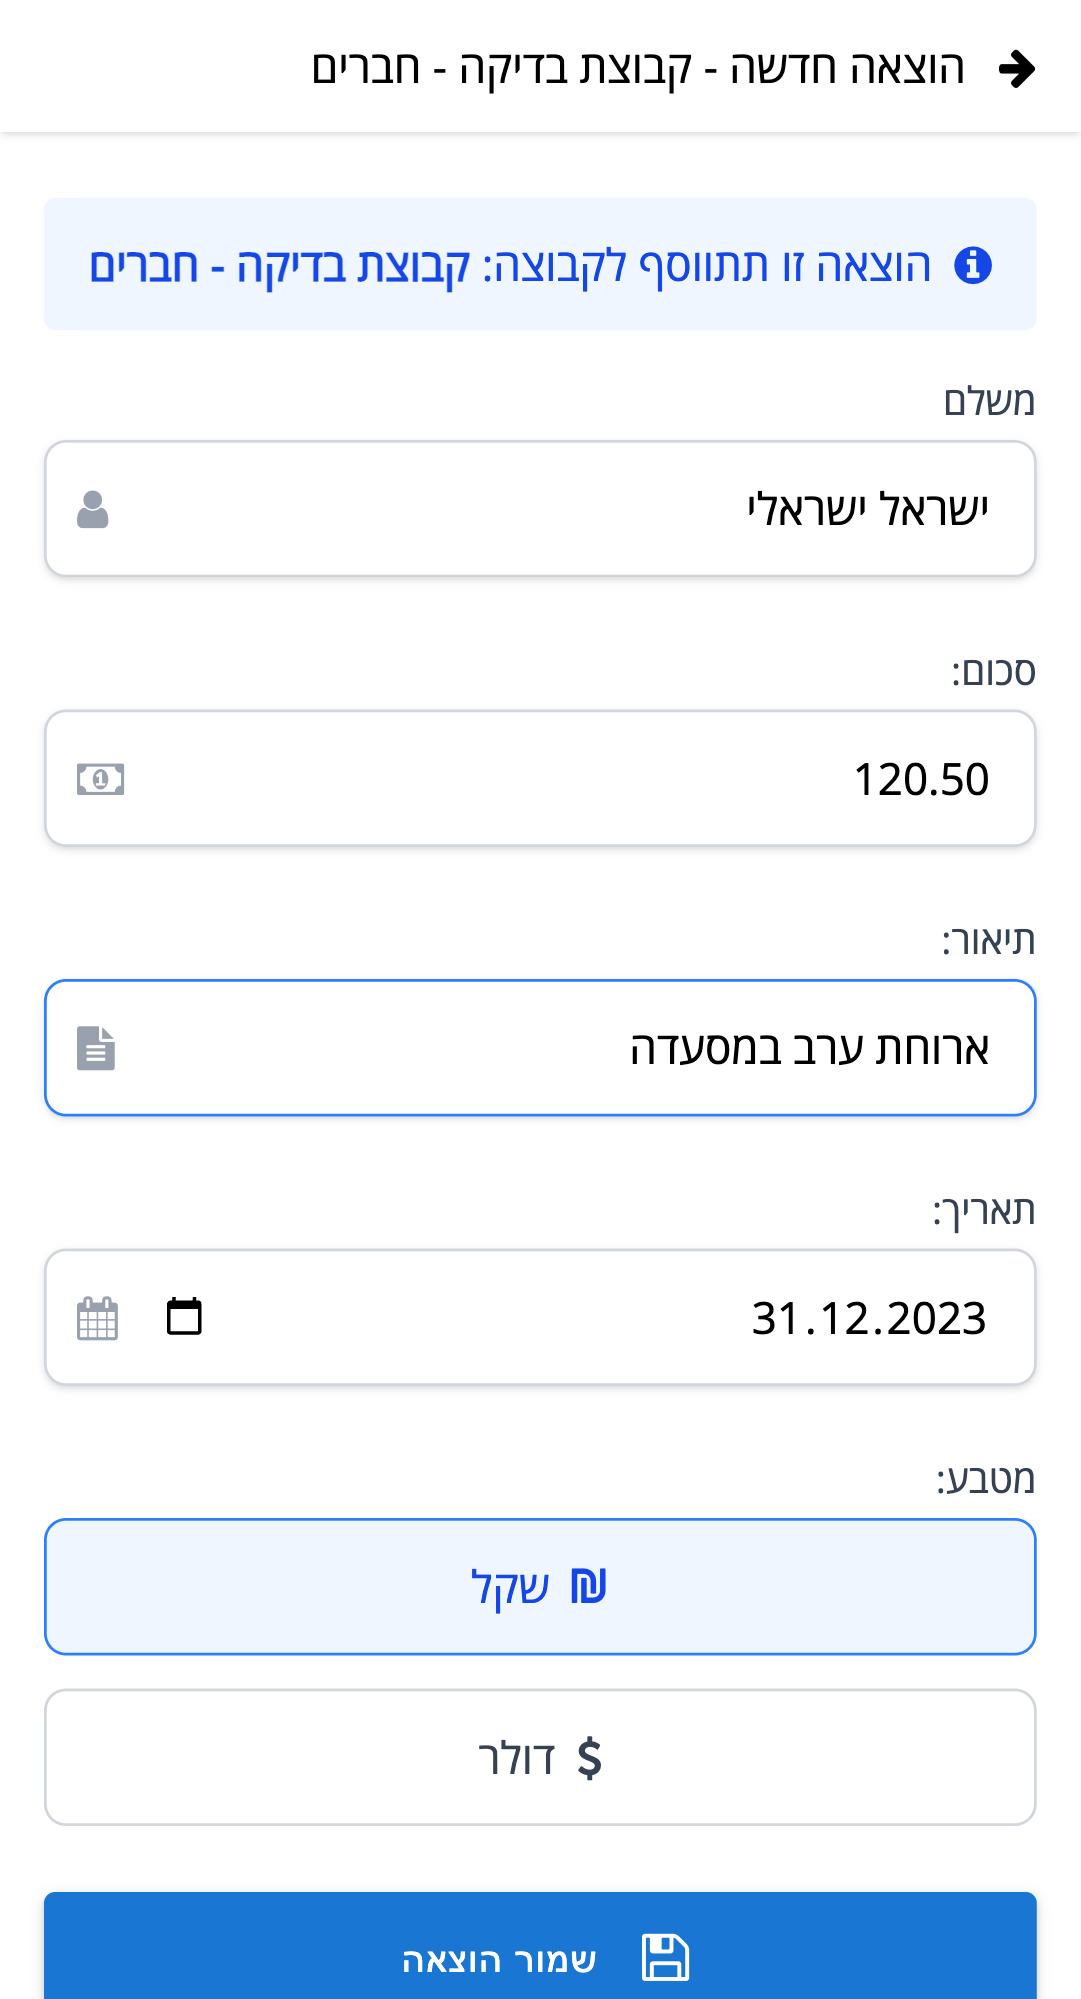 הוצאה חדשה - קבוצת בדיקה - חברים
הוצאה זו תתווסף לקבוצה: קבוצת בדיקה - חברים
משלם
ישראל ישראלי
סכום:
120.50
תיאור:
ארוחת ערב במסעדה
תאריך:
31.12.2023
מטבע:
₪ שקל
$ דולר
שמור הוצאה